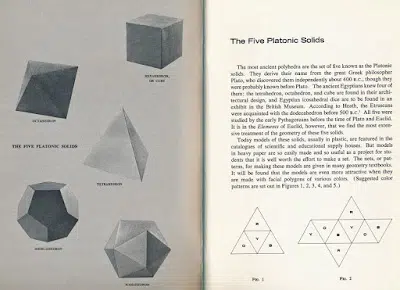 HEXAHEDRON,
OR CUBE
OCTAHEDRON
THE FIVE PLATONIC SOLIDS
TETRAHEDRON
DODECAHEDRON
ICOSAHEDRON
The Five Platonic Solids
The most ancient polyhedra are the set of five known as the Platonic
solids. They derive their name from the great Greek philosopher
Plato, who discovered them independently about 400 B.C., though they
were probably known before Plato. The ancient Egyptians knew four of
them: the tetrahedron, octahedron, and cube are found in their archi-
tectural design, and Egyptian icosahedral dice are to be found in an
exhibit in the British Museum. According to Heath, the Etruscans
were acquainted with the dodecahedron before 500 B.C. All five were
studied by the early Pythagoreans before the time of Plato and Euclid. It
is in the Elements of Euclid, however, that we find the most exten-
sive treatment of the geometry of these five solids.
Today models of these solids, usually in plastic, are featured in the
catalogues of scientific and educational supply houses. But models
in heavy paper are so easily made and so useful as a project for stu-
dents that it is well worth the effort to make a set. The nets, or pat-
terns, for making these models are given in many geometry textbooks.
It will be found that the models are even more attractive when they
are made with facial polygons of various colors. (Suggested color
patterns are set out in Figures 1, 2, 3, 4, and 5.)
FIG. 1
FIG. 2